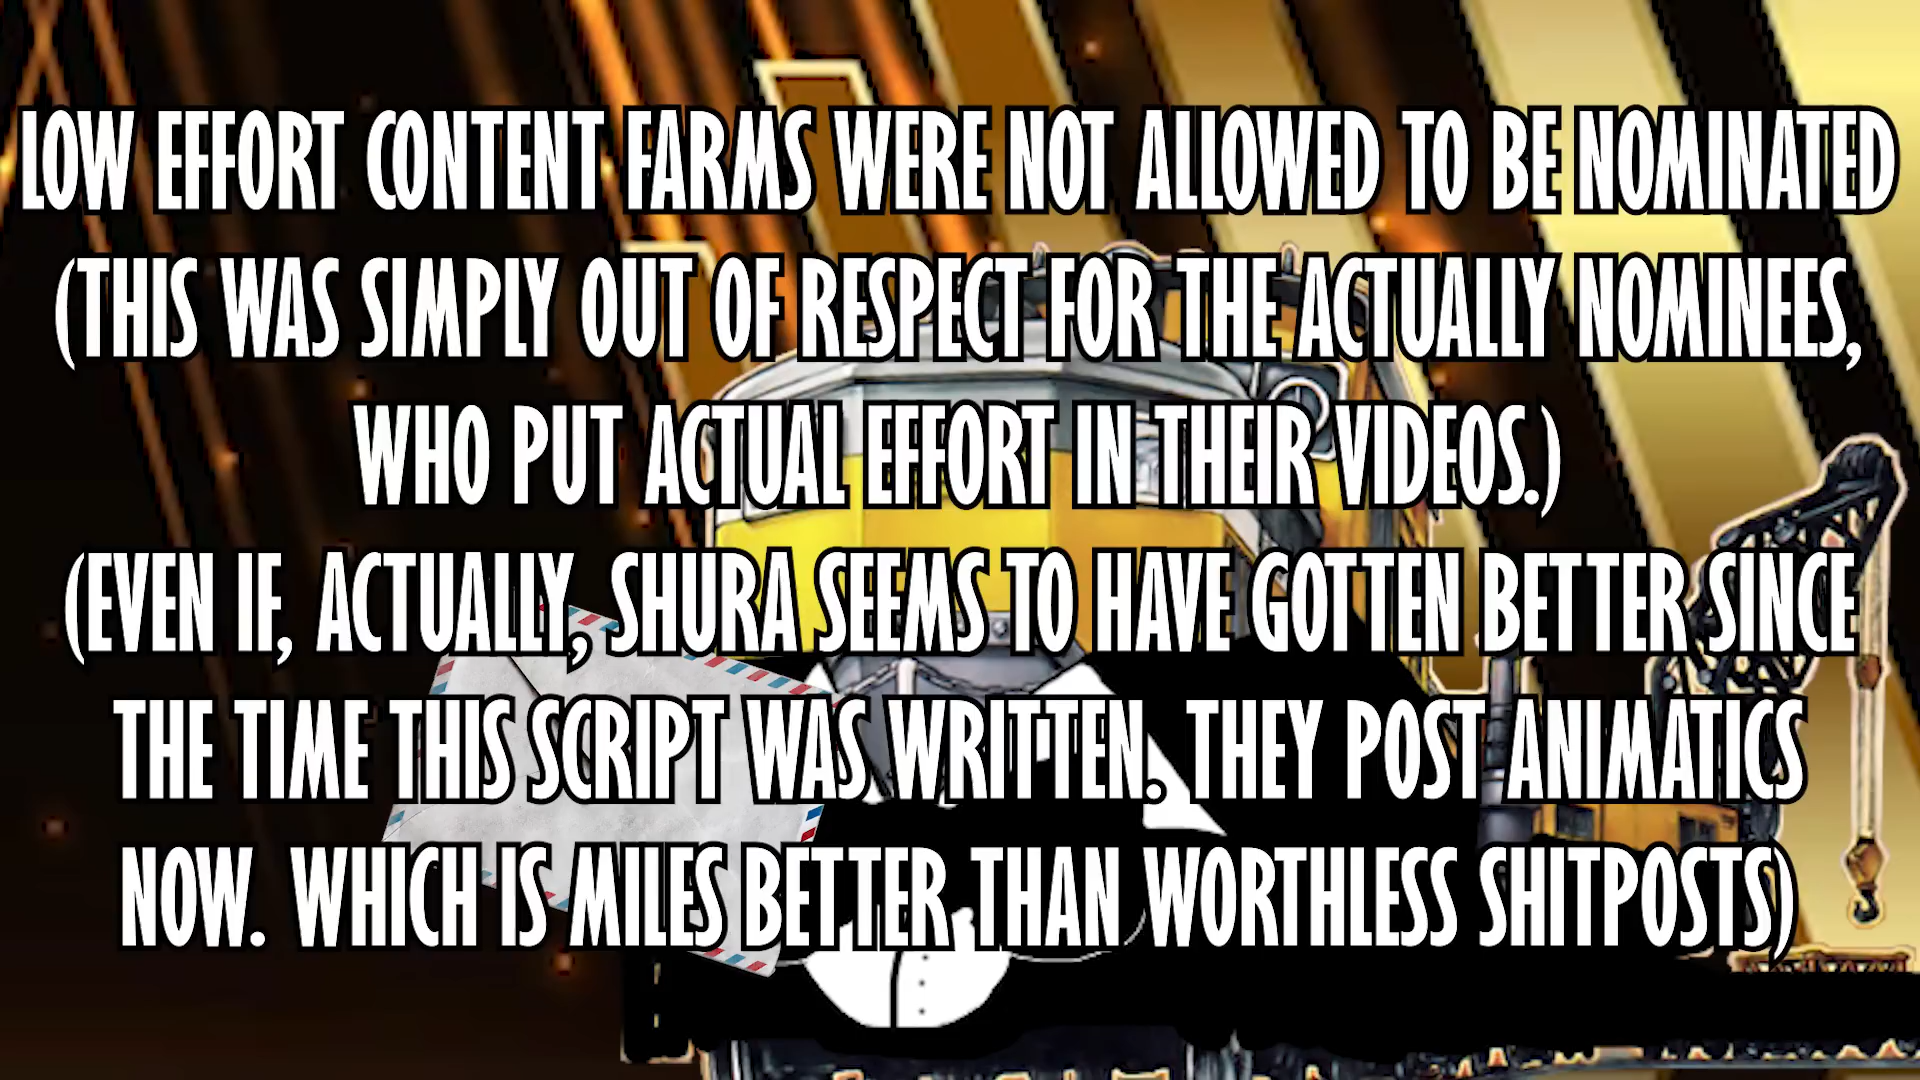 LOW EFFORT CONTENT FARMS WERE NOT ALLOWED TO BE NOMINATED
(THIS WAS SIMPLY OUT OF RESPECT FOR THE ACTUALLY NOMINEES,
WHO PUT ACTUAL EFFORT IN THEIR VIDEOS.)
(EVEN IF, ACTUALLY, SHURA SEEMS TO HAVE GOTTEN BETTER SINCE
THE TIME THIS SCRIPT WAS WRITTEN. THEY POST ANIMATICS
NOW. WHICH IS MILES BETTER THAN WORTHLESS SHITPOSTS)